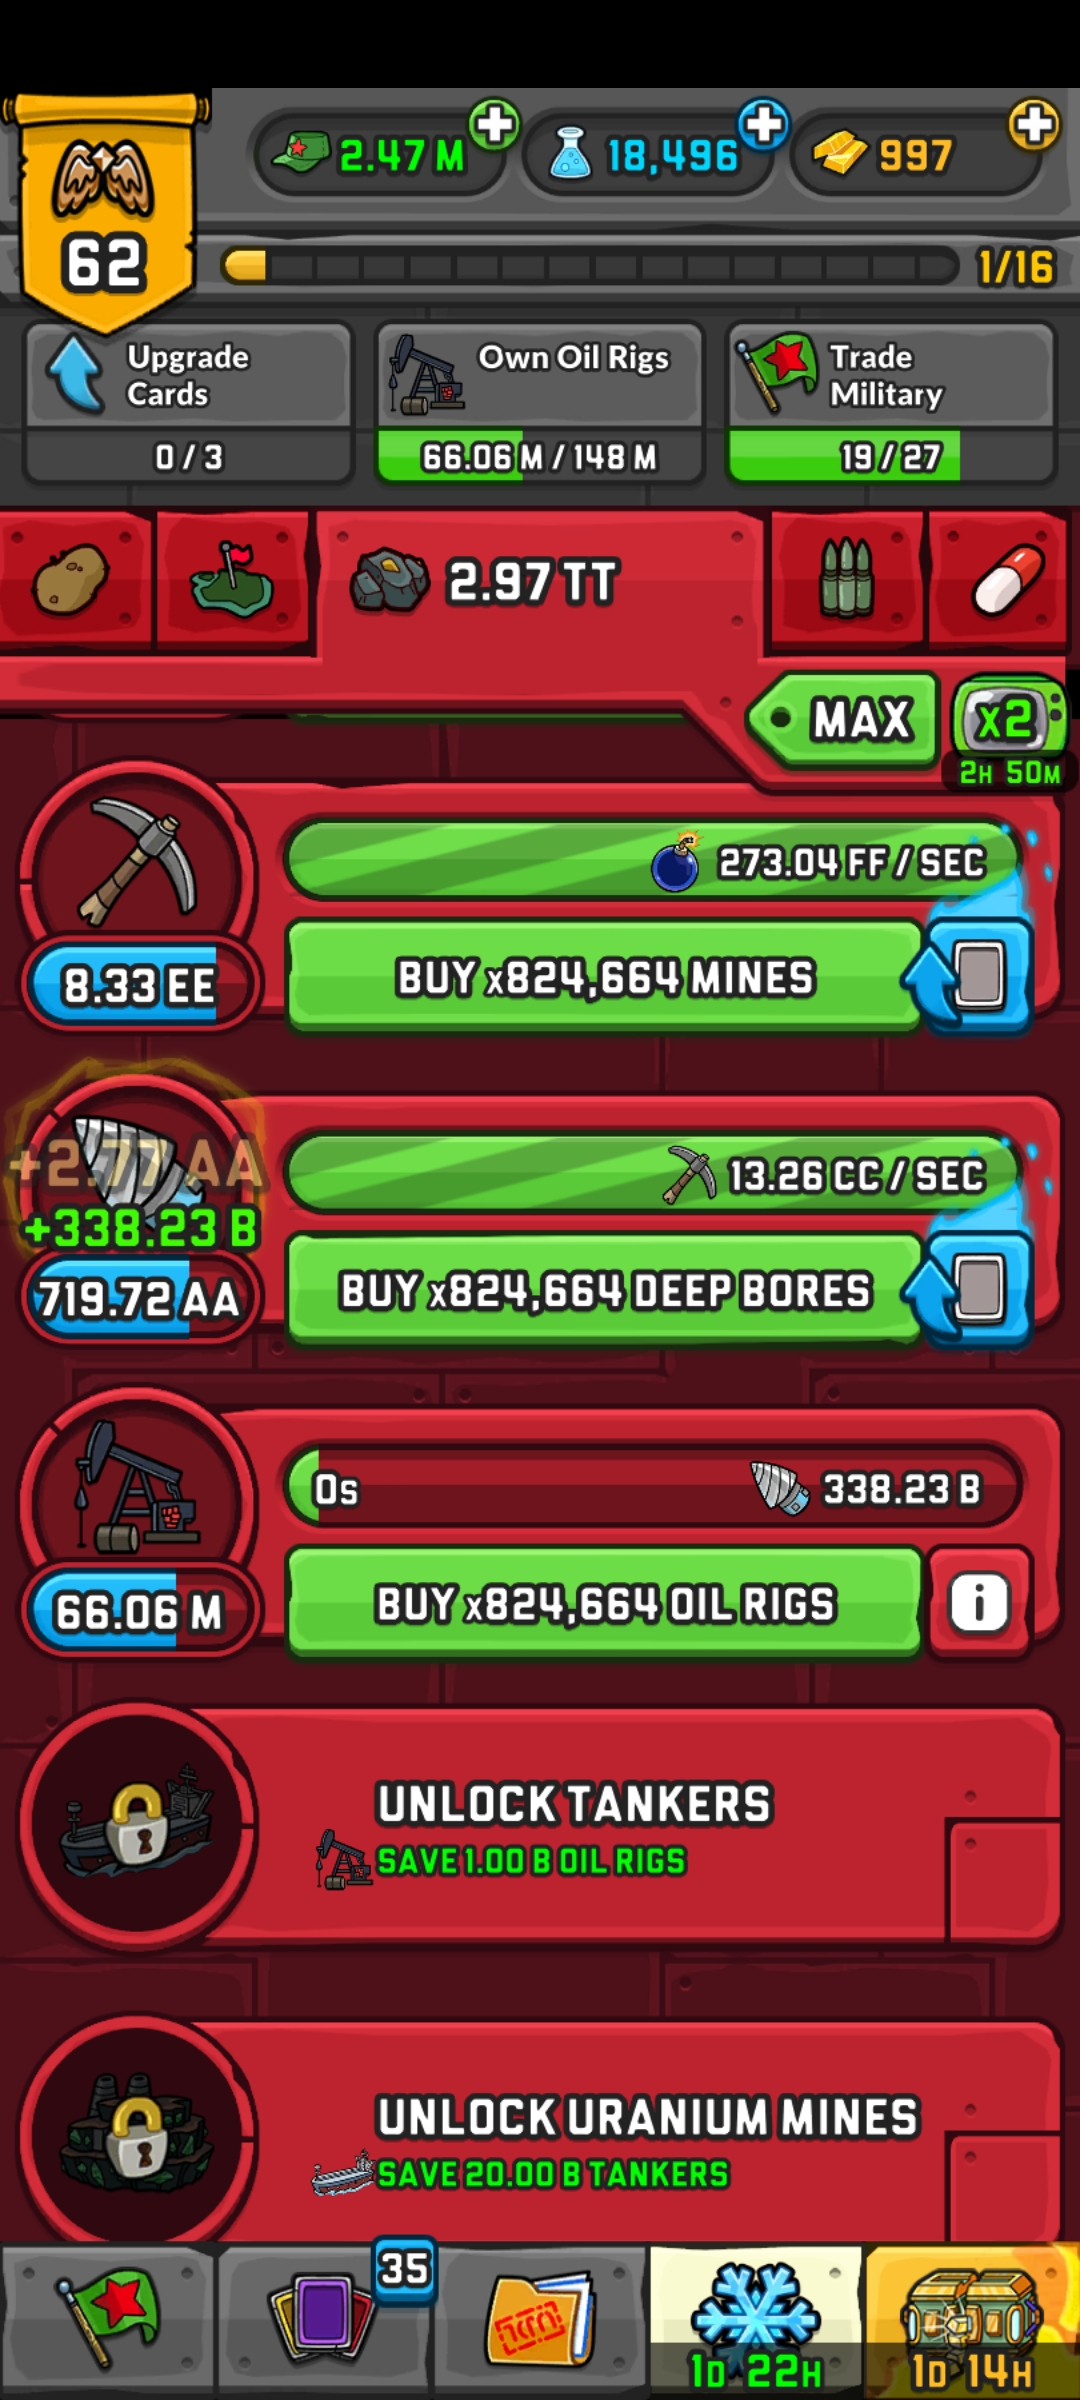 2.47 M
18,496
997
62
1/16
Upgrade
Cards
0 / 3
Own Oil Rigs
66.06 M / 148 M
Trade
Military
19 / 27
2.97 TT
MAX
x2
2H 50M
273.04 FF / SEC
8.33 EE
BUY x824,664 MINES
+2.77 AA
13.26 CC / SEC
+338.23 B
719.72 AA
BUY x824,664 DEEP BORES
0s
338.23 B
66.06 M
BUY x824,664 OIL RIGS
i
UNLOCK TANKERS
SAVE 1.00 B OIL RIGS
UNLOCK URANIUM MINES
SAVE 20.00 B TANKERS
35
1D 22H
1D 14H